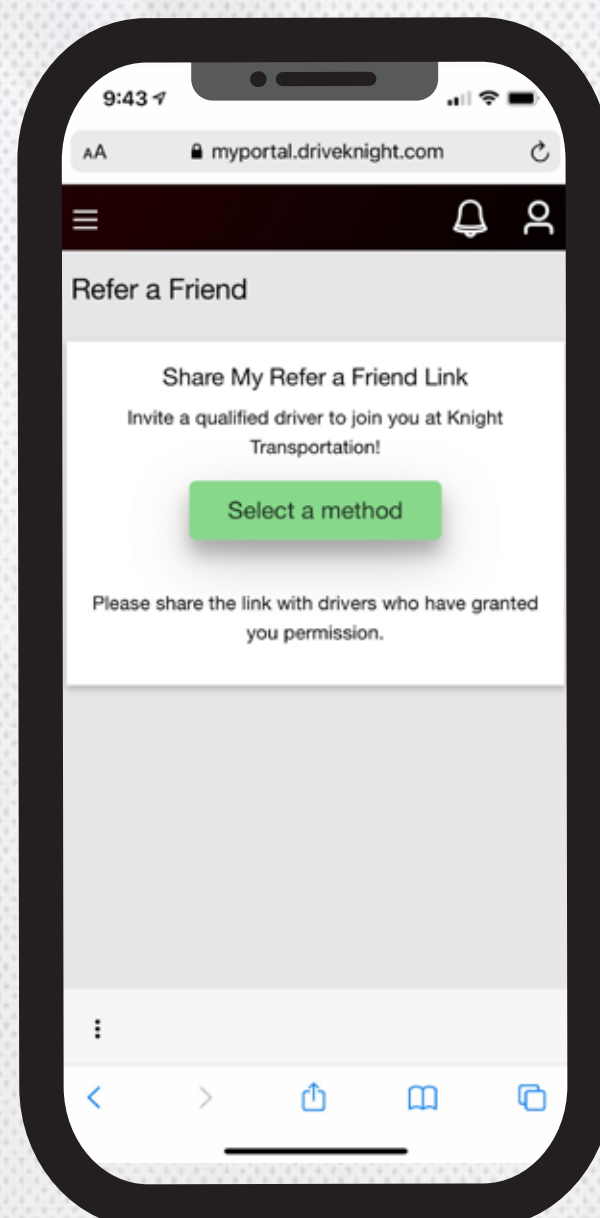 9:43
AA myportal.driveknight.com
Refer a Friend
Share My Refer a Friend Link
Invite a qualified driver to join you at Knight
Transportation!
Select a method
Please share the link with drivers who have granted
you permission.